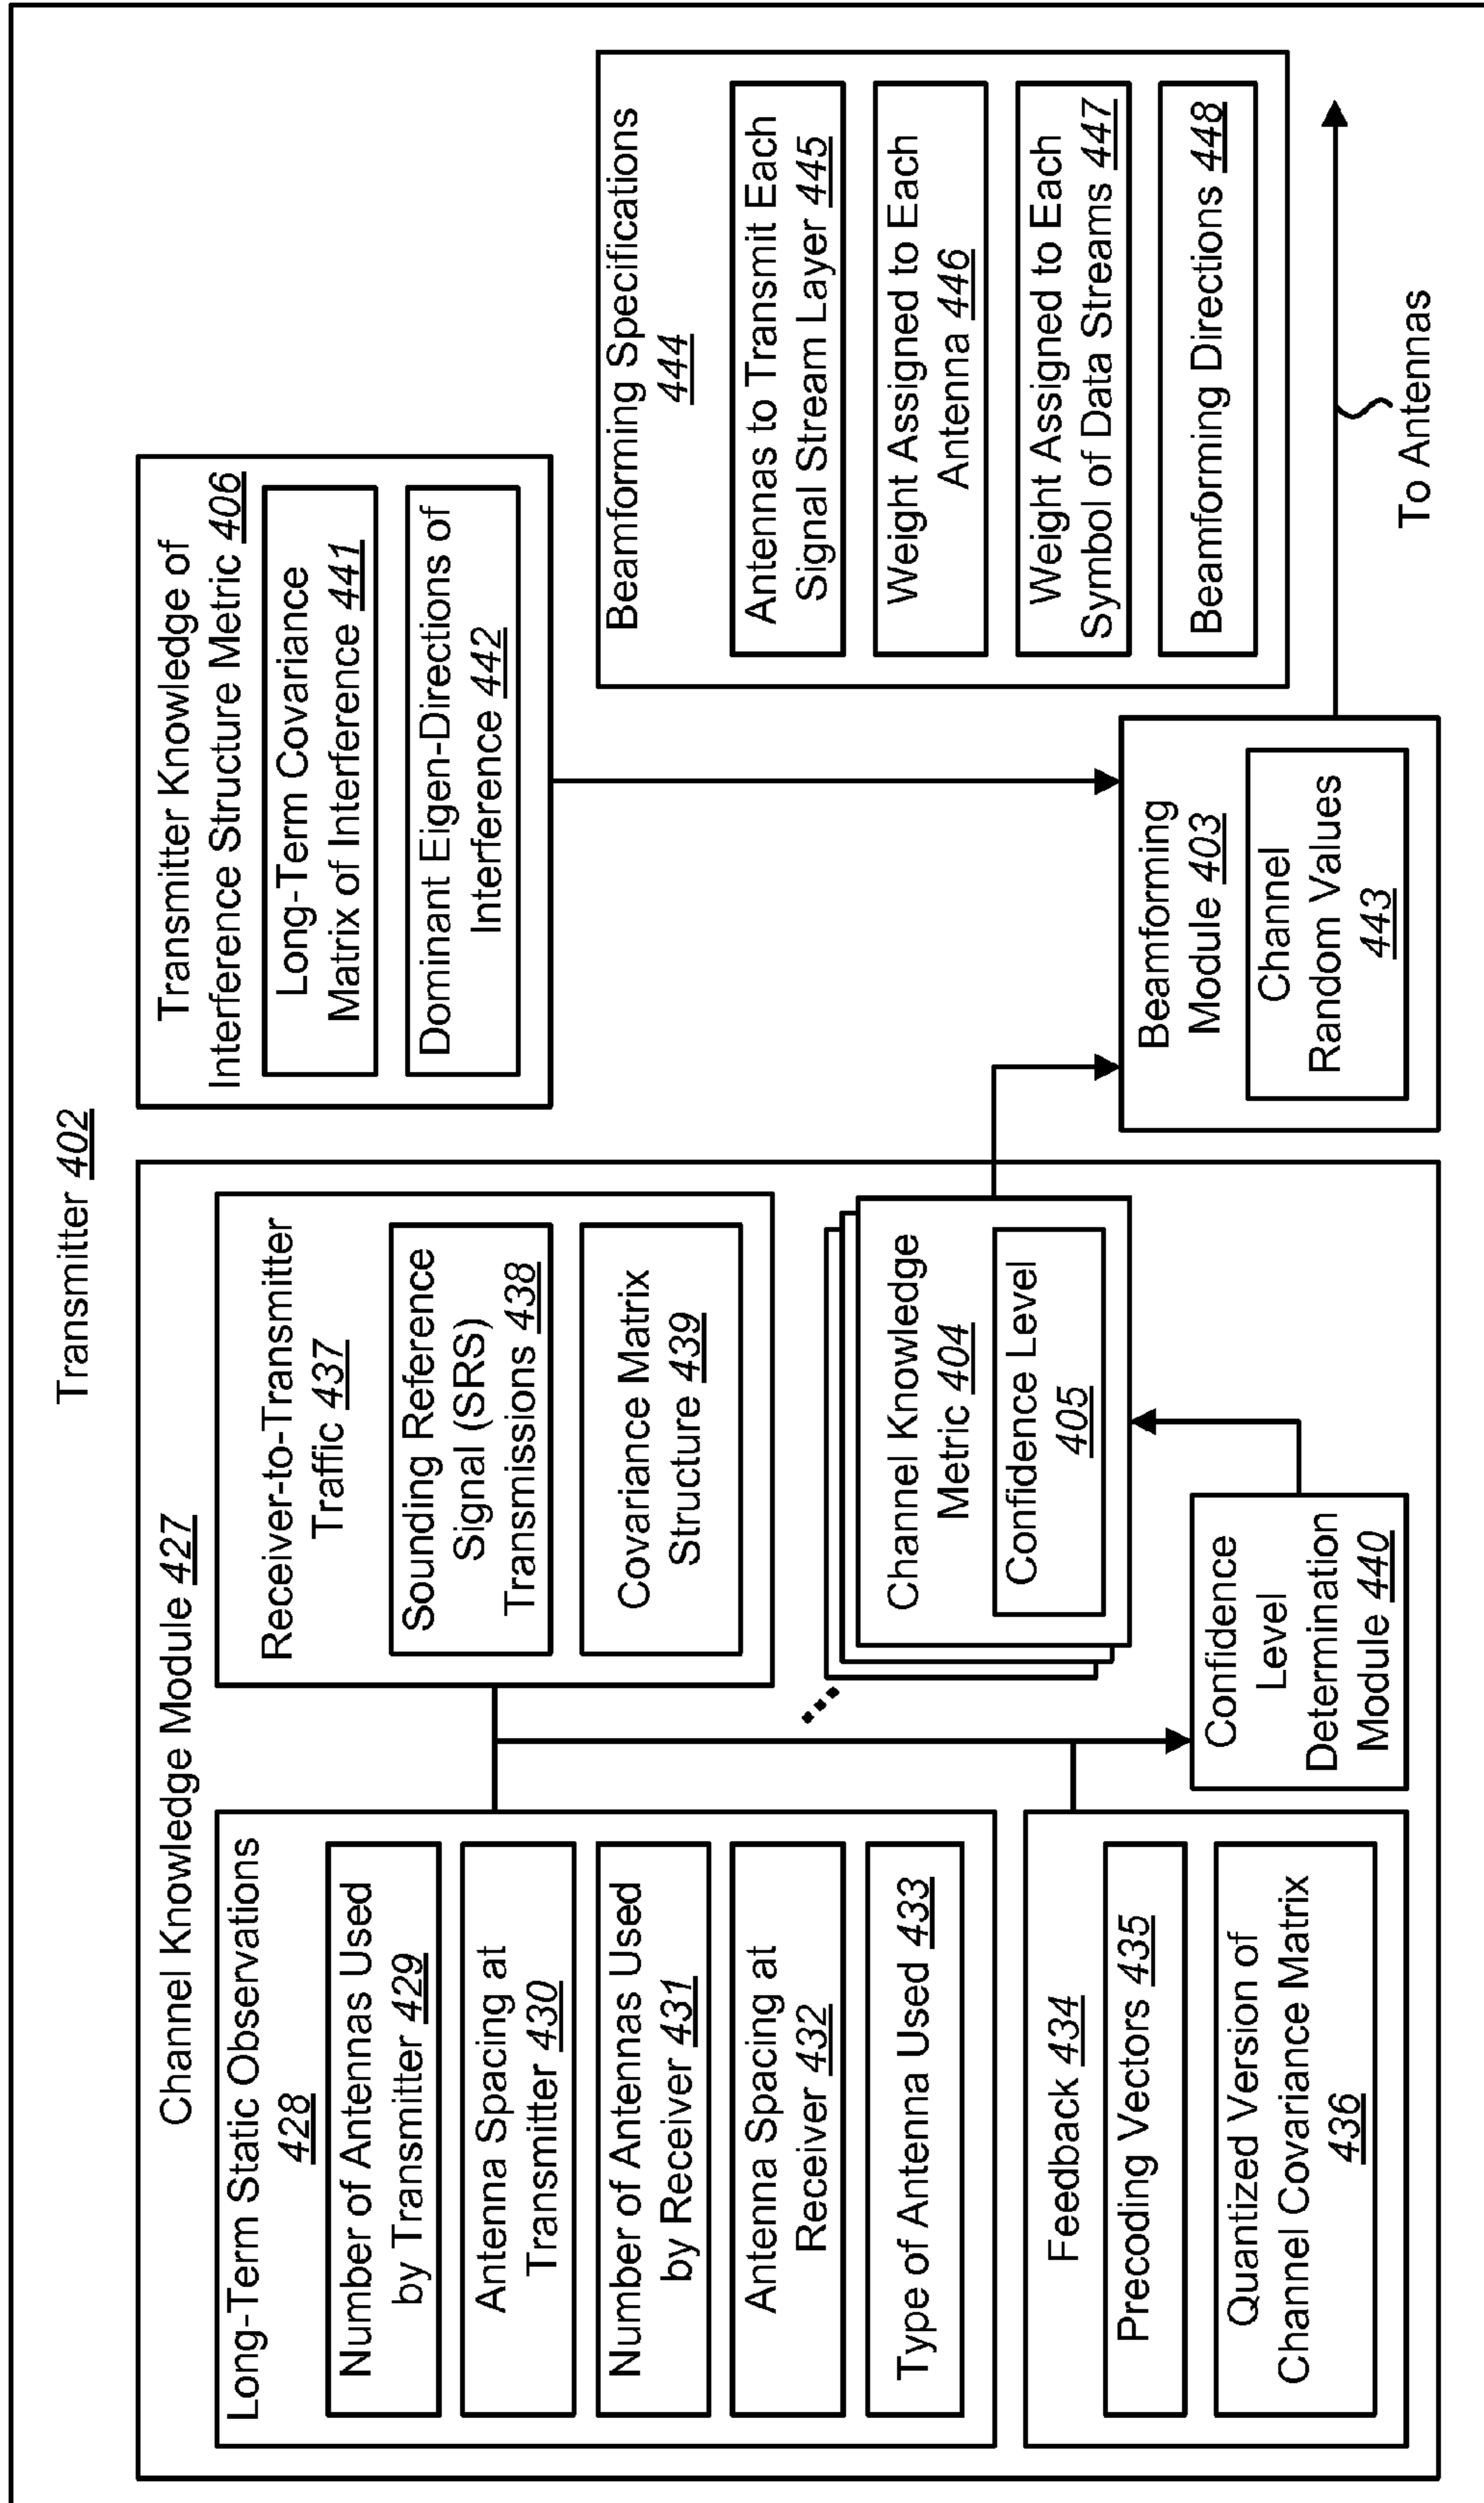 Transmitter 402
Channel Knowledge Module 427
Long-Term Static Observations
428
Number of Antennas Used
by Transmitter 429
Antenna Spacing at
Transmitter 430
Number of Antennas Used
by Receiver 431
Antenna Spacing at
Receiver 432
Type of Antenna Used 433
Feedback 434
Precoding Vectors 435
Quantized Version of
Channel Covariance Matrix
436
Receiver-to-Transmitter
Traffic 437
Sounding Reference
Signal (SRS)
Transmissions 438
Covariance Matrix
Structure 439
Channel Knowledge
Metric 404
Confidence Level
405
Confidence
Level
Determination
Module 440
Transmitter Knowledge of
Interference Structure Metric 406
Long-Term Covariance
Matrix of Interference 441
Dominant Eigen-Directions of
Interference 442
Beamforming
Module 403
Channel
Random Values
443
Beamforming Specifications
444
Antennas to Transmit Each
Signal Stream Layer 445
Weight Assigned to Each
Antenna 446
Weight Assigned to Each
Symbol of Data Streams 447
Beamforming Directions 448
To Antennas